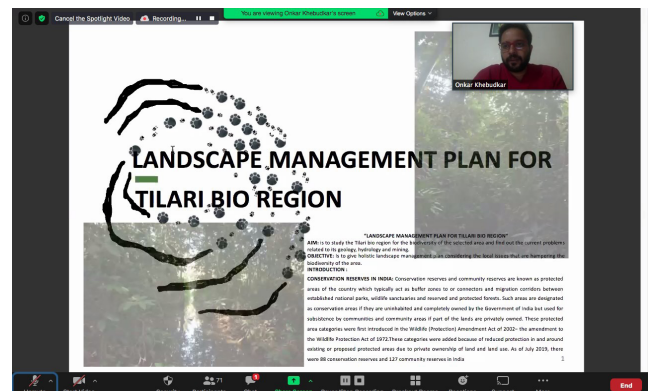 Cancel the Spotlight Video
Recording...
You are viewing Onkar Khebudkar's screen
View Options
Onkar Khebudkar
LANDSCAPE MANAGEMENT PLAN FOR
TILARI BIO REGION
"LANDSCAPE MANAGEMENT PLAN FOR TILARI BIO REGION"
AIM: is to study the Tilari bio region for the biodiversity of the selected area and find out the current problems
related to its geology, hydrology and mining.
OBJECTIVE: Is to give holistic landscape management plan considering the local issues that are hampering the
biodiversity of the area.
INTRODUCTION :
CONSERVATION RESERVES IN INDIA: Conservation reserves and community reserves are known as protected
areas of the country which typically act as buffer zones to or connectors and migration corridors between
established national parks, wildlife sanctuaries and reserved and protected forests. Such areas are designated
as conservation areas if they are uninhabited and completely owned by the Government of India but used for
subsistence by communities and community areas if part of the lands are privately owned. These protected
area categories were first introduced in the Wildlife (Protection) Amendment Act of 2002- the amendment to
the Wildlife Protection Act of 1972.These categories were added because of reduced protection in and around
existing or proposed protected areas due to private ownership of land and land use. As of July 2019, there
were 88 conservation reserves and 127 community reserves in India
1
71
End